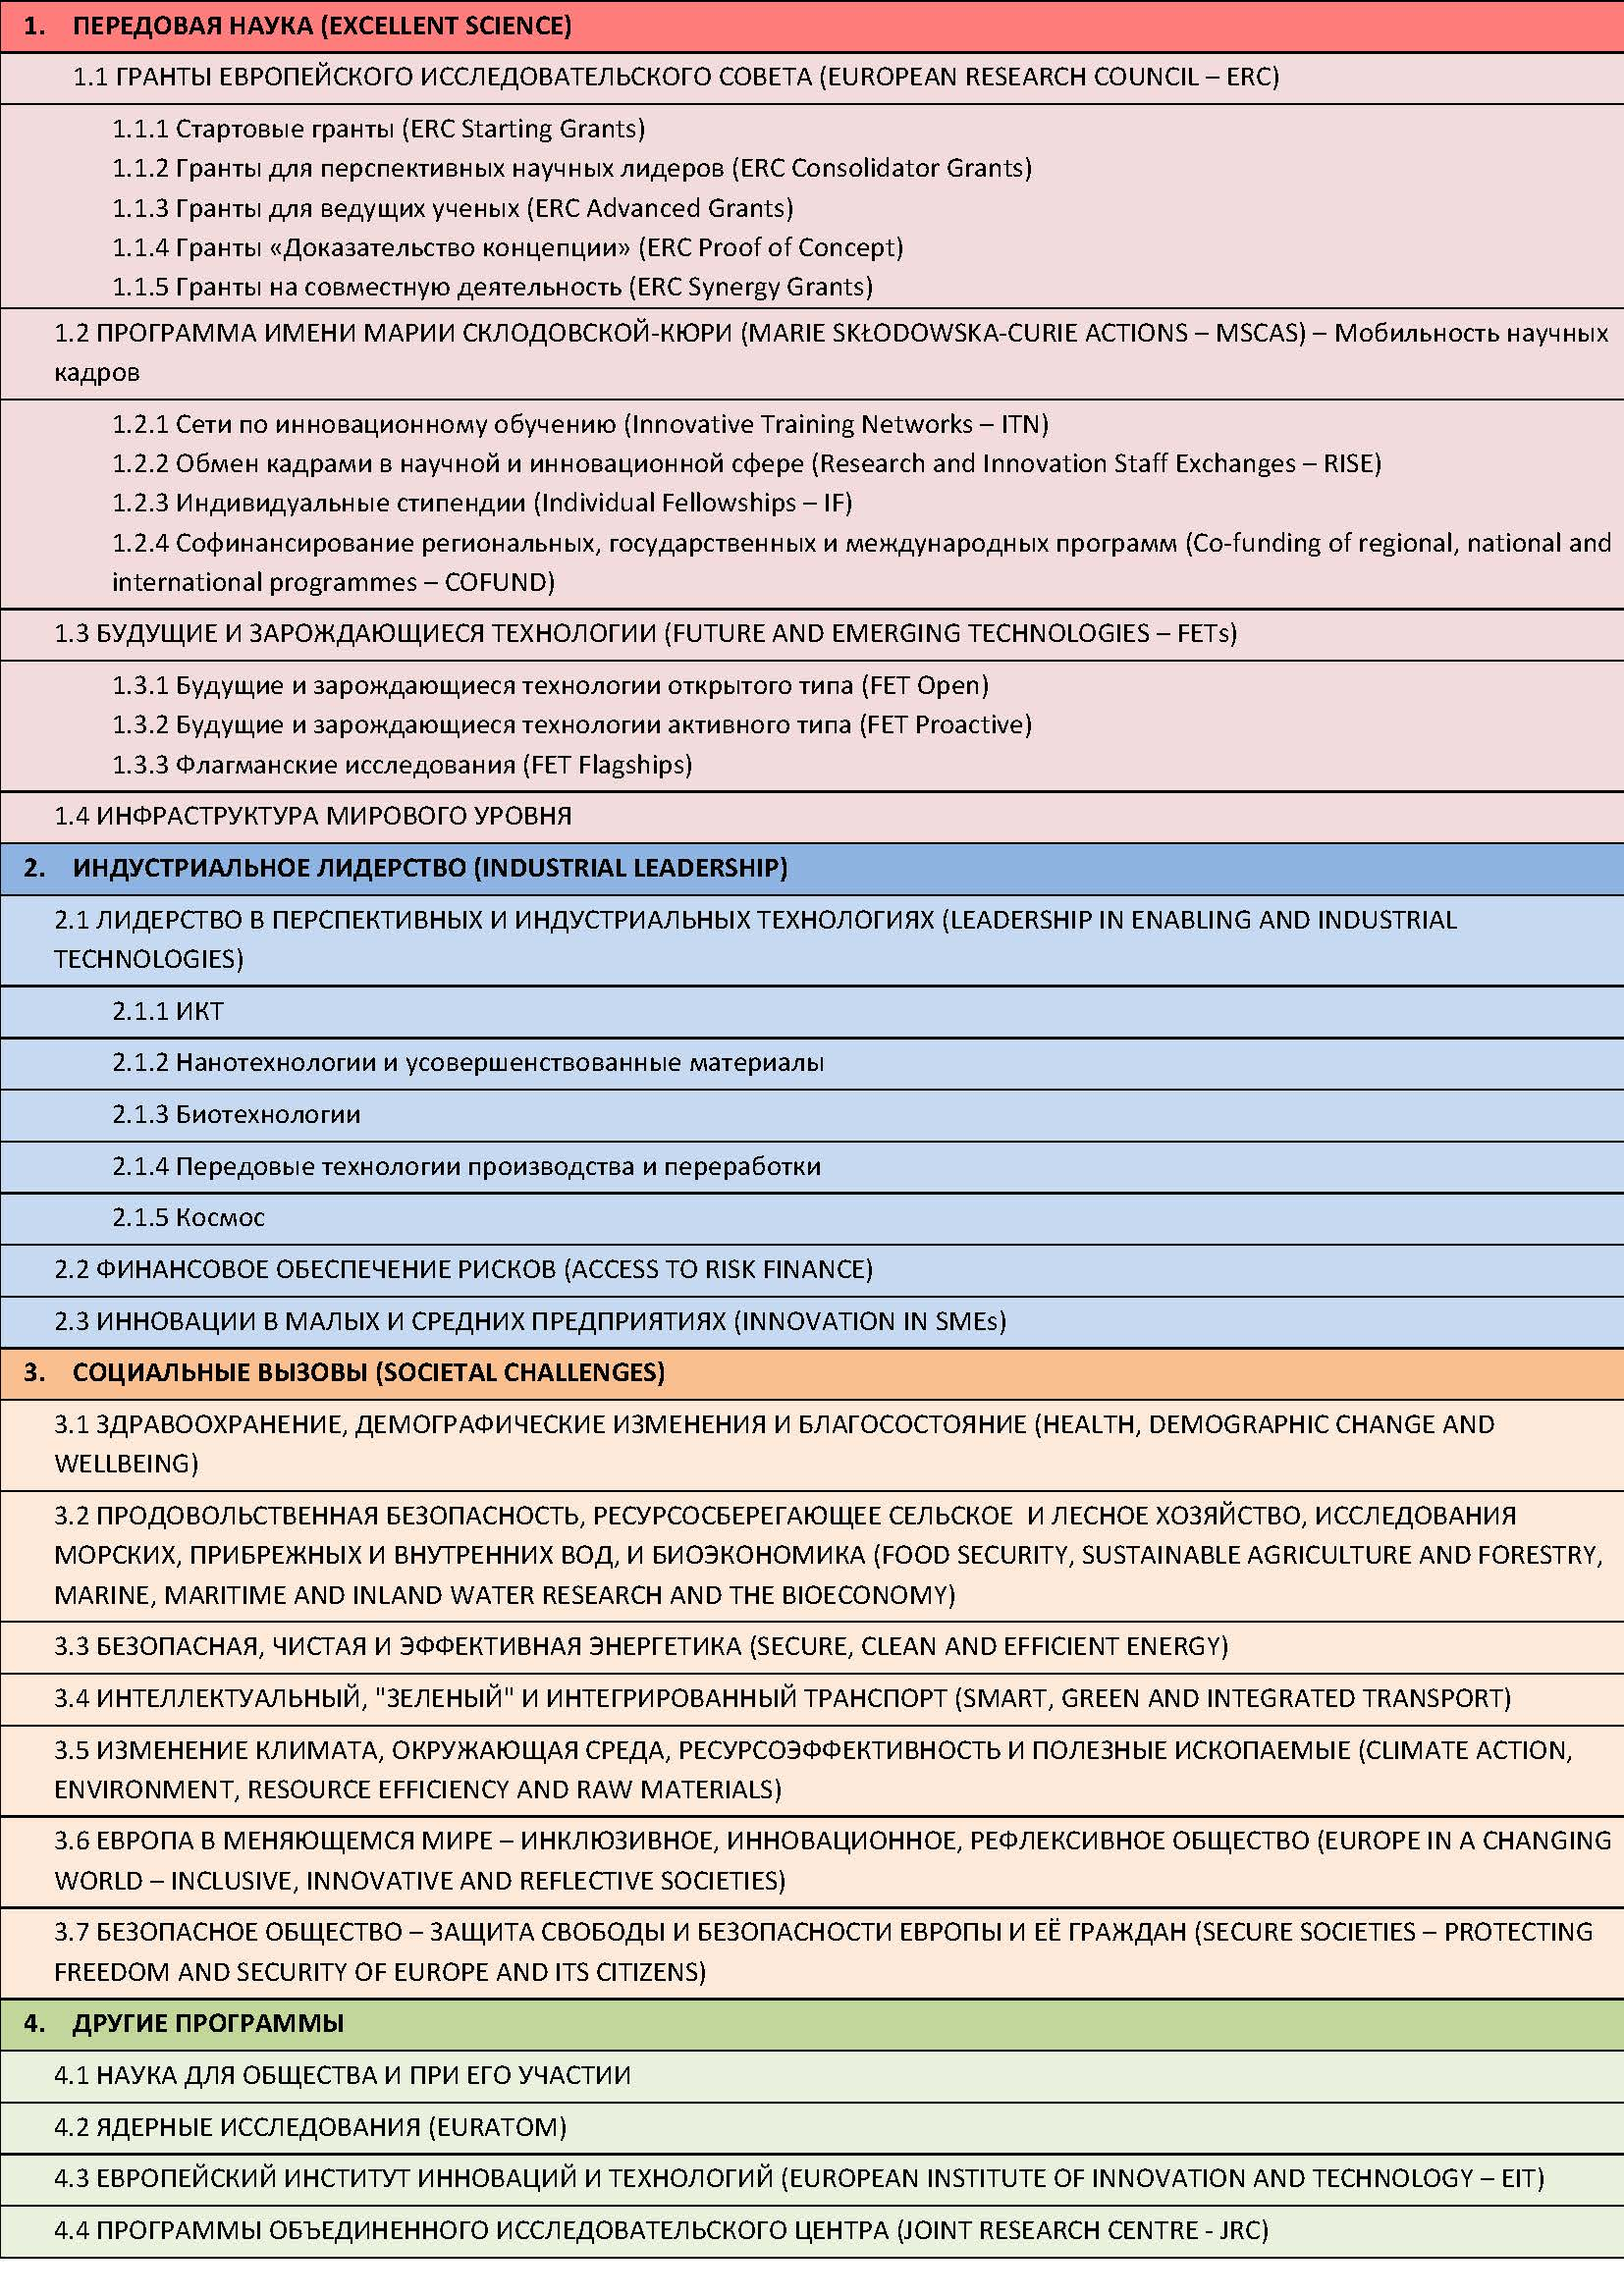 1. ПЕРЕДОВАЯ НАУКА (EXCELLENT SCIENCE)
1.1 ГРАНТЫ ЕВРОПЕЙСКОГО ИССЛЕДОВАТЕЛЬСКОГО СОВЕТА (EUROPEAN RESEARCH COUNCIL – ERC)
1.1.1 Стартовые гранты (ERC Starting Grants)
1.1.2 Гранты для перспективных научных лидеров (ERC Consolidator Grants)
1.1.3 Гранты для ведущих ученых (ERC Advanced Grants)
1.1.4 Гранты «Доказательство концепции» (ERC Proof of Concept)
1.1.5 Гранты на совместную деятельность (ERC Synergy Grants)
1.2 ПРОГРАММА ИМЕНИ МАРИИ СКЛОДОВСКОЙ-КЮРИ (MARIE SKŁODOWSKA-CURIE ACTIONS – MSCAS) – Мобильность научных
кадров
1.2.1 Сети по инновационному обучению (Innovative Training Networks – ITN)
1.2.2 Обмен кадрами в научной и инновационной сфере (Research and Innovation Staff Exchanges – RISE)
1.2.3 Индивидуальные стипендии (Individual Fellowships – IF)
1.2.4 Софинансирование региональных, государственных и международных программ (Co-funding of regional, national and
international programmes – COFUND)
1.3 БУДУЩИЕ И ЗАРОЖДАЮЩИЕСЯ ТЕХНОЛОГИИ (FUTURE AND EMERGING TECHNOLOGIES – FETs)
1.3.1 Будущие и зарождающиеся технологии открытого типа (FET Open)
1.3.2 Будущие и зарождающиеся технологии активного типа (FET Proactive)
1.3.3 Флагманские исследования (FET Flagships)
1.4 ИНФРАСТРУКТУРА МИРОВОГО УРОВНЯ
2. ИНДУСТРИАЛЬНОЕ ЛИДЕРСТВО (INDUSTRIAL LEADERSHIP)
2.1 ЛИДЕРСТВО В ПЕРСПЕКТИВНЫХ И ИНДУСТРИАЛЬНЫХ ТЕХНОЛОГИЯХ (LEADERSHIP IN ENABLING AND INDUSTRIAL
TECHNOLOGIES)
2.1.1 ИКТ
2.1.2 Нанотехнологии и усовершенствованные материалы
2.1.3 Биотехнологии
2.1.4 Передовые технологии производства и переработки
2.1.5 Космос
2.2 ФИНАНСОВОЕ ОБЕСПЕЧЕНИЕ РИСКОВ (ACCESS TO RISK FINANCE)
2.3 ИННОВАЦИИ В МАЛЫХ И СРЕДНИХ ПРЕДПРИЯТИЯХ (INNOVATION IN SMEs)
3. СОЦИАЛЬНЫЕ ВЫЗОВЫ (SOCIETAL CHALLENGES)
3.1 ЗДРАВООХРАНЕНИЕ, ДЕМОГРАФИЧЕСКИЕ ИЗМЕНЕНИЯ И БЛАГОСОСТОЯНИЕ (HEALTH, DEMOGRAPHIC CHANGE AND
WELLBEING)
3.2 ПРОДОВОЛЬСТВЕННАЯ БЕЗОПАСНОСТЬ, РЕСУРСОСБЕРЕГАЮЩЕЕ СЕЛЬСКОЕ И ЛЕСНОЕ ХОЗЯЙСТВО, ИССЛЕДОВАНИЯ
МОРСКИХ, ПРИБРЕЖНЫХ И ВНУТРЕННИХ ВОД, И БИОЭКОНОМИКА (FOOD SECURITY, SUSTAINABLE AGRICULTURE AND FORESTRY,
MARINE, MARITIME AND INLAND WATER RESEARCH AND THE BIOECONOMY)
3.3 БЕЗОПАСНАЯ, ЧИСТАЯ И ЭФФЕКТИВНАЯ ЭНЕРГЕТИКА (SECURE, CLEAN AND EFFICIENT ENERGY)
3.4 ИНТЕЛЛЕКТУАЛЬНЫЙ, "ЗЕЛЕНЫЙ" И ИНТЕГРИРОВАННЫЙ ТРАНСПОРТ (SMART, GREEN AND INTEGRATED TRANSPORT)
3.5 ИЗМЕНЕНИЕ КЛИМАТА, ОКРУЖАЮЩАЯ СРЕДА, РЕСУРСОЭФФЕКТИВНОСТЬ И ПОЛЕЗНЫЕ ИСКОПАЕМЫЕ (CLIMATE ACTION,
ENVIRONMENT, RESOURCE EFFICIENCY AND RAW MATERIALS)
3.6 ЕВРОПА В МЕНЯЮЩЕМСЯ МИРЕ – ИНКЛЮЗИВНОЕ, ИННОВАЦИОННОЕ, РЕФЛЕКСИВНОЕ ОБЩЕСТВО (EUROPE IN A CHANGING
WORLD – INCLUSIVE, INNOVATIVE AND REFLECTIVE SOCIETIES)
3.7 БЕЗОПАСНОЕ ОБЩЕСТВО – ЗАЩИТА СВОБОДЫ И БЕЗОПАСНОСТИ ЕВРОПЫ И ЕЁ ГРАЖДАН (SECURE SOCIETIES – PROTECTING
FREEDOM AND SECURITY OF EUROPE AND ITS CITIZENS)
4. ДРУГИЕ ПРОГРАММЫ
4.1 НАУКА ДЛЯ ОБЩЕСТВА И ПРИ ЕГО УЧАСТИИ
4.2 ЯДЕРНЫЕ ИССЛЕДОВАНИЯ (EURATOM)
4.3 ЕВРОПЕЙСКИЙ ИНСТИТУТ ИННОВАЦИЙ И ТЕХНОЛОГИЙ (EUROPEAN INSTITUTE OF INNOVATION AND TECHNOLOGY – EIT)
4.4 ПРОГРАММЫ ОБЪЕДИНЕННОГО ИССЛЕДОВАТЕЛЬСКОГО ЦЕНТРА (JOINT RESEARCH CENTRE - JRC)